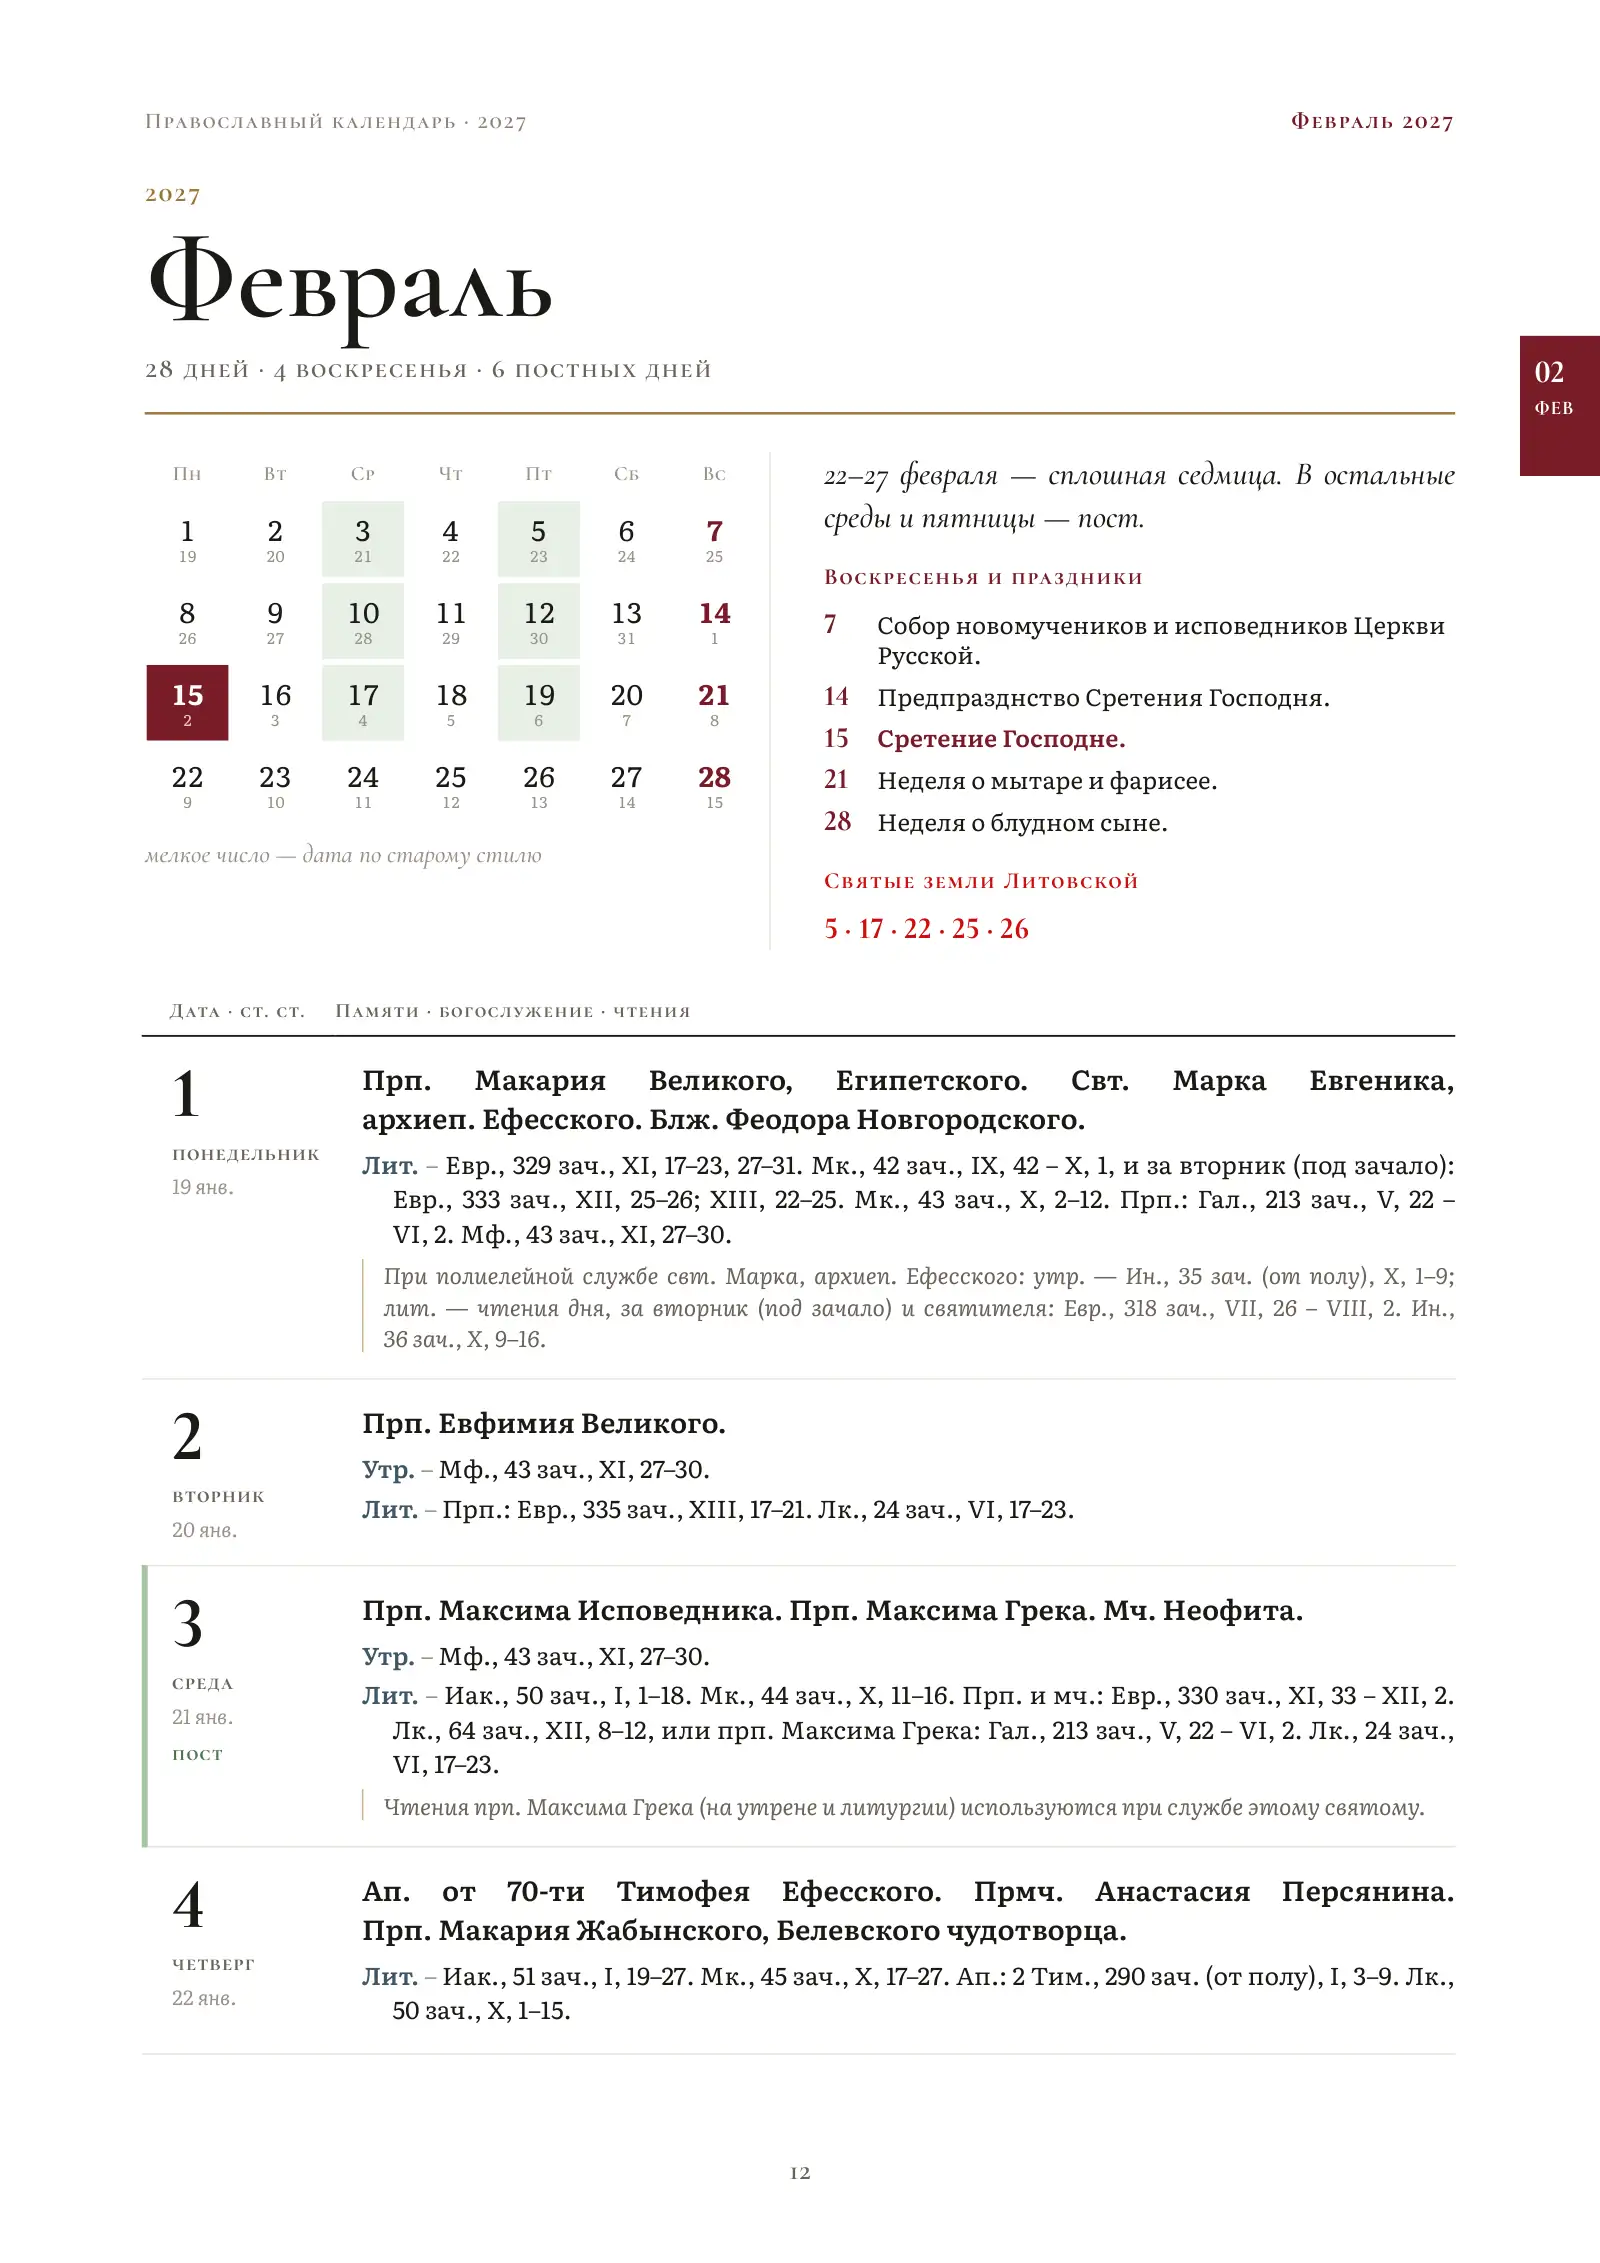 Православный календарь · 2027
Февраль 2027
2027
Февраль
28 дней · 4 воскресенья · 6 постных дней
02
ФЕВ
Пн Вт Ср Чт Пт Сб Вс
1 2 3 4 5 6 7
19 20 21 22 23 24 25
8 9 10 11 12 13 14
26 27 28 29 30 31 1
15 16 17 18 19 20 21
2 3 4 5 6 7 8
22 23 24 25 26 27 28
9 10 11 12 13 14 15
мелкое число — дата по старому стилю
22–27 февраля — сплошная седмица. В остальные
среды и пятницы — пост.
Воскресенья и праздники
7 Собор новомучеников и исповедников Церкви
Русской.
14 Предпразднство Сретения Господня.
15 Сретение Господне.
21 Неделя о мытаре и фарисее.
28 Неделя о блудном сыне.
Святые земли Литовской
5 · 17 · 22 · 25 · 26
Дата · ст. ст. Памяти · богослужение · чтения
1
понедельник
19 янв.
Прп. Макария Великого, Египетского. Свт. Марка Евгеника,
архиеп. Ефесского. Блж. Феодора Новгородского.
Лит. – Евр., 329 зач., XI, 17–23, 27–31. Мк., 42 зач., IX, 42 – X, 1, и за вторник (под зачало):
Евр., 333 зач., XII, 25–26; XIII, 22–25. Мк., 43 зач., X, 2–12. Прп.: Гал., 213 зач., V, 22 –
VI, 2. Мф., 43 зач., XI, 27–30.
При полиелейной службе свт. Марка, архиеп. Ефесского: утр. — Ин., 35 зач. (от полу), X, 1–9;
лит. — чтения дня, за вторник (под зачало) и святителя: Евр., 318 зач., VII, 26 – VIII, 2. Ин.,
36 зач., X, 9–16.
2
вторник
20 янв.
Прп. Евфимия Великого.
Утр. – Мф., 43 зач., XI, 27–30.
Лит. – Прп.: Евр., 335 зач., XIII, 17–21. Лк., 24 зач., VI, 17–23.
3
среда
21 янв.
пост
Прп. Максима Исповедника. Прп. Максима Грека. Мч. Неофита.
Утр. – Мф., 43 зач., XI, 27–30.
Лит. – Иак., 50 зач., I, 1–18. Мк., 44 зач., X, 11–16. Прп. и мч.: Евр., 330 зач., XI, 33 – XII, 2.
Лк., 64 зач., XII, 8–12, или прп. Максима Грека: Гал., 213 зач., V, 22 – VI, 2. Лк., 24 зач.,
VI, 17–23.
Чтения прп. Максима Грека (на утрене и литургии) используются при службе этому святому.
4
четверг
22 янв.
Ап. от 70-ти Тимофея Ефесского. Прмч. Анастасия Персянина.
Прп. Макария Жабынского, Белевского чудотворца.
Лит. – Иак., 51 зач., I, 19–27. Мк., 45 зач., X, 17–27. Ап.: 2 Тим., 290 зач. (от полу), I, 3–9. Лк.,
50 зач., X, 1–15.
12